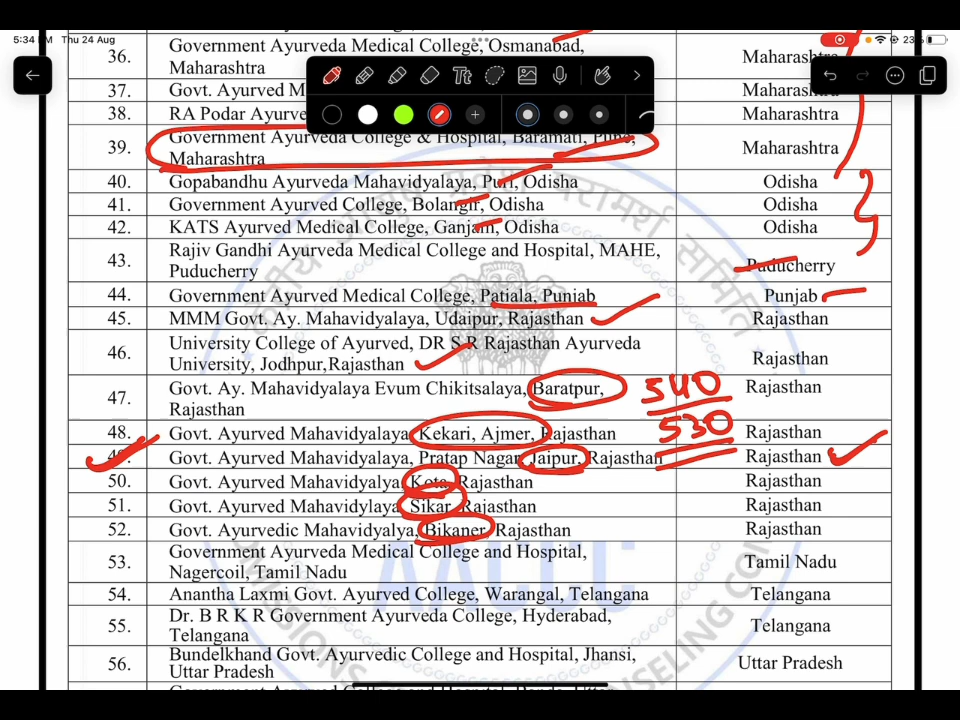 5:34 PM Thu 24 Aug
23%
36.
Government Ayurveda Medical College, Osmanabad,
Maharashtra
Maharashtra
37.
Govt. Ayurved M
Maharashtra
38.
RA Podar Ayurve
Maharashtra
39.
Government Ayurveda College & Hospital, Baramati, Pune,
Maharashtra
Maharashtra
40.
Gopabandhu Ayurveda Mahavidyalaya, Puri, Odisha
Odisha
41.
Government Ayurved College, Bolangir, Odisha
Odisha
42.
KATS Ayurved Medical College, Ganjam, Odisha
Odisha
43.
Rajiv Gandhi Ayurveda Medical College and Hospital, MAHE,
Puducherry
Puducherry
44.
Government Ayurved Medical College, Patiala, Punjab
Punjab
45.
MMM Govt. Ay. Mahavidyalaya, Udaipur, Rajasthan
Rajasthan
46.
University College of Ayurved, DR S R Rajasthan Ayurveda
University, Jodhpur,Rajasthan
Rajasthan
47.
Govt. Ay. Mahavidyalaya Evum Chikitsalaya, Baratpur,
Rajasthan
Rajasthan
540
530
48.
Govt. Ayurved Mahavidyalaya, Kekari, Ajmer, Rajasthan
Rajasthan
49.
Govt. Ayurved Mahavidyalaya, Pratap Nagar, Jaipur, Rajasthan
Rajasthan
50.
Govt. Ayurved Mahavidyalya, Kota, Rajasthan
Rajasthan
51.
Govt. Ayurved Mahavidylaya, Sikar, Rajasthan
Rajasthan
52.
Govt. Ayurvedic Mahavidyalya, Bikaner, Rajasthan
Rajasthan
53.
Government Ayurveda Medical College and Hospital,
Nagercoil, Tamil Nadu
Tamil Nadu
54.
Anantha Laxmi Govt. Ayurved College, Warangal, Telangana
Telangana
55.
Dr. B R K R Government Ayurveda College, Hyderabad,
Telangana
Telangana
56.
Bundelkhand Govt. Ayurvedic College and Hospital, Jhansi,
Uttar Pradesh
Uttar Pradesh
AACCC